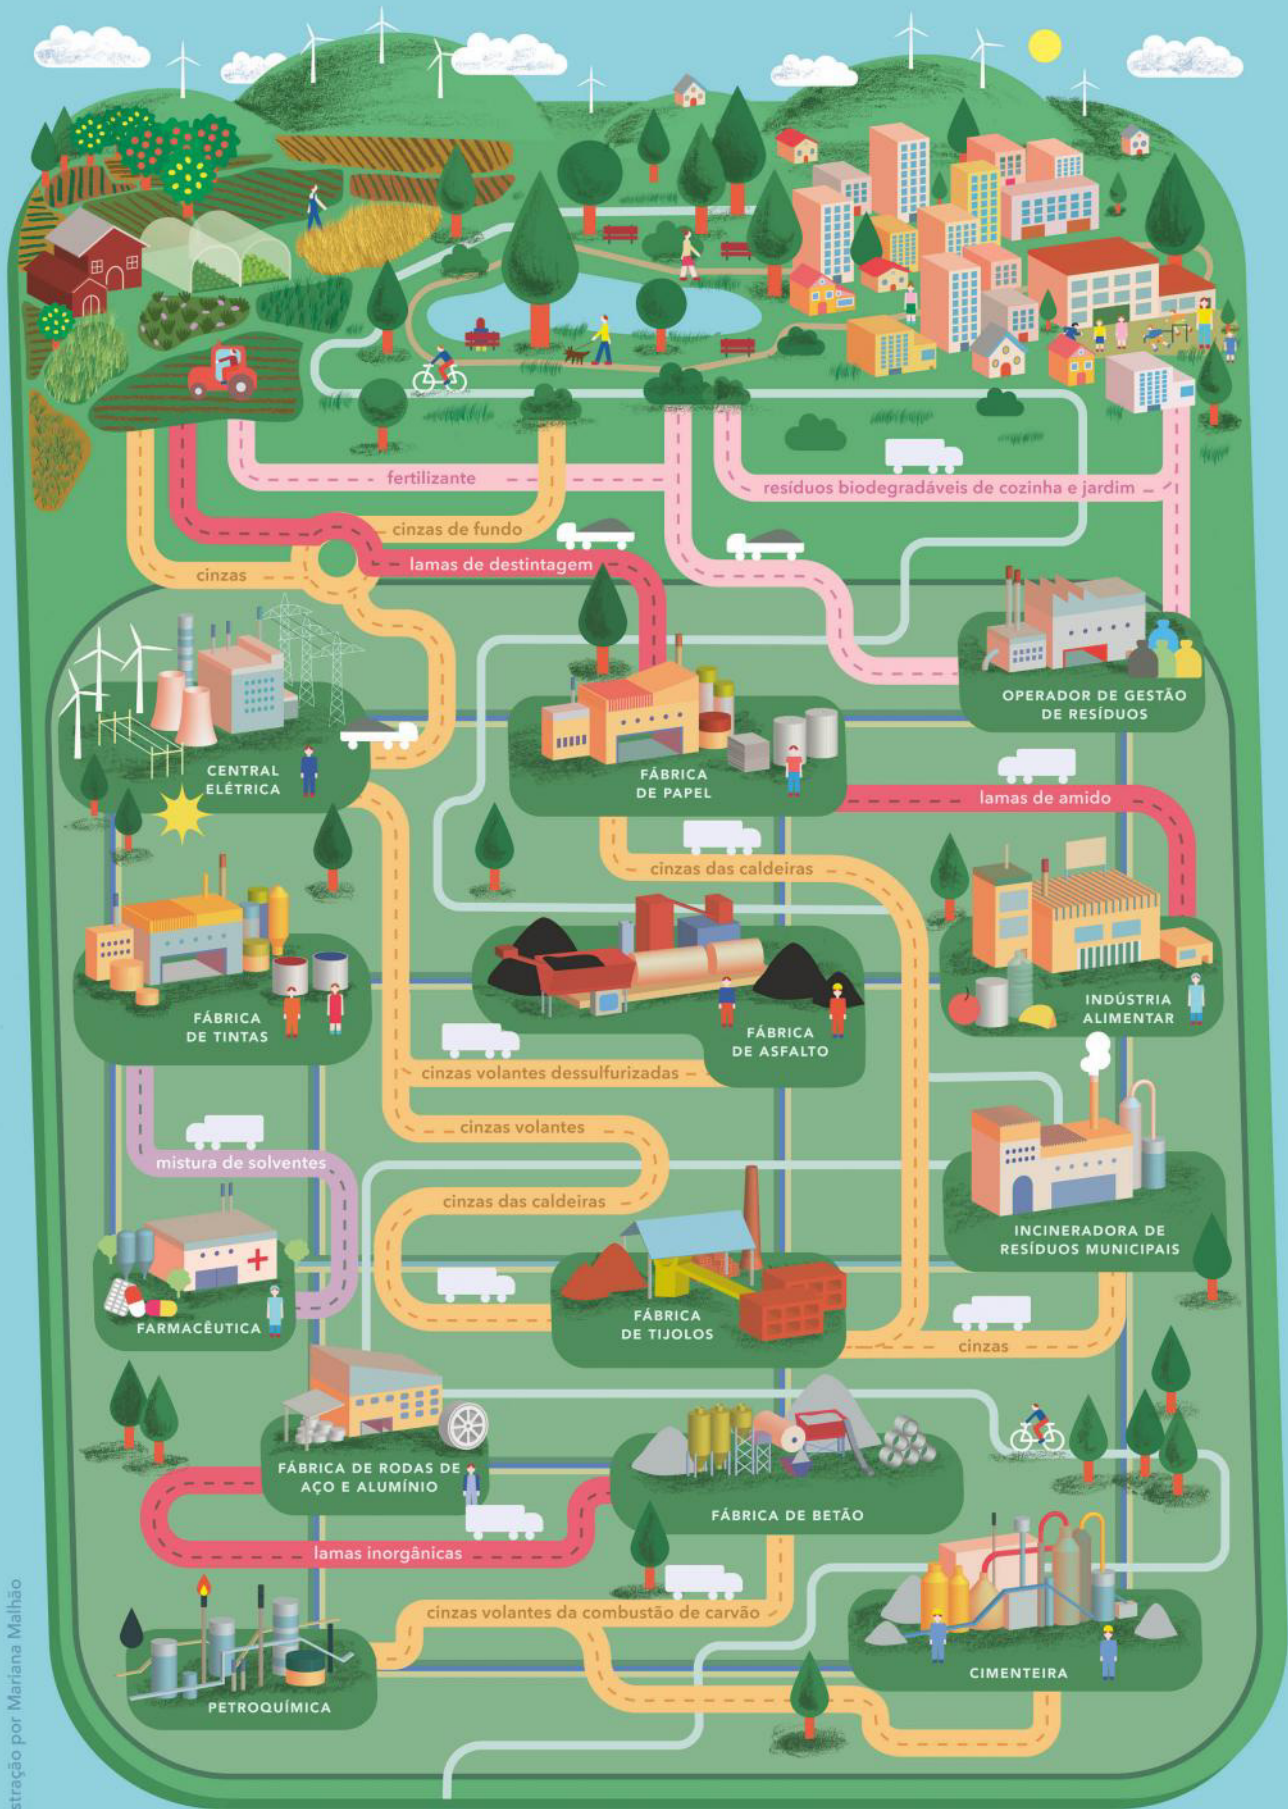 fertilizante
resíduos biodegradáveis de cozinha e jardim
cinzas de fundo
lamas de destintagem
cinzas
OPERADOR DE GESTÃO
DE RESÍDUOS
CENTRAL
ELÉTRICA
FÁBRICA
DE PAPEL
lamas de amido
cinzas das caldeiras
FÁBRICA
DE TINTAS
FÁBRICA
DE ASFALTO
INDÚSTRIA
ALIMENTAR
cinzas volantes dessulfurizadas
cinzas volantes
mistura de solventes
cinzas das caldeiras
INCINERADORA DE
RESÍDUOS MUNICIPAIS
FARMACÊUTICA
FÁBRICA
DE TIJOLOS
cinzas
FÁBRICA DE RODAS DE
AÇO E ALUMÍNIO
FÁBRICA DE BETÃO
lamas inorgânicas
cinzas volantes da combustão de carvão
CIMENTEIRA
PETROQUÍMICA
por Mariana Malhão